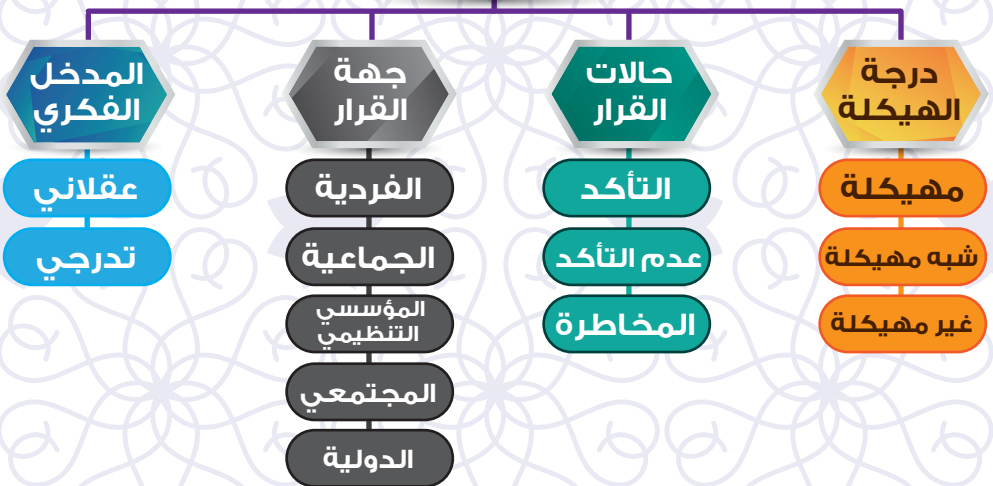 درجة
الهيكلة
مهيكلة
شبه مهيكلة
غير مهيكلة
حالات
القرار
التأكد
عدم التأكد
المخاطرة
جهة
القرار
الفردية
الجماعية
المؤسسي
التنظيمي
المجتمعي
الدولية
المدخل
الفكري
عقلاني
تدرجي